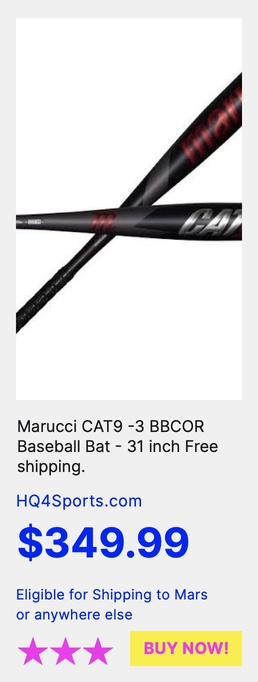 CAT
Marucci CAT9 -3 BBCOR
Baseball Bat - 31 inch Free
shipping.
HQ4Sports.com
$349.99
Eligible for Shipping to Mars
or anywhere else
BUY NOW!